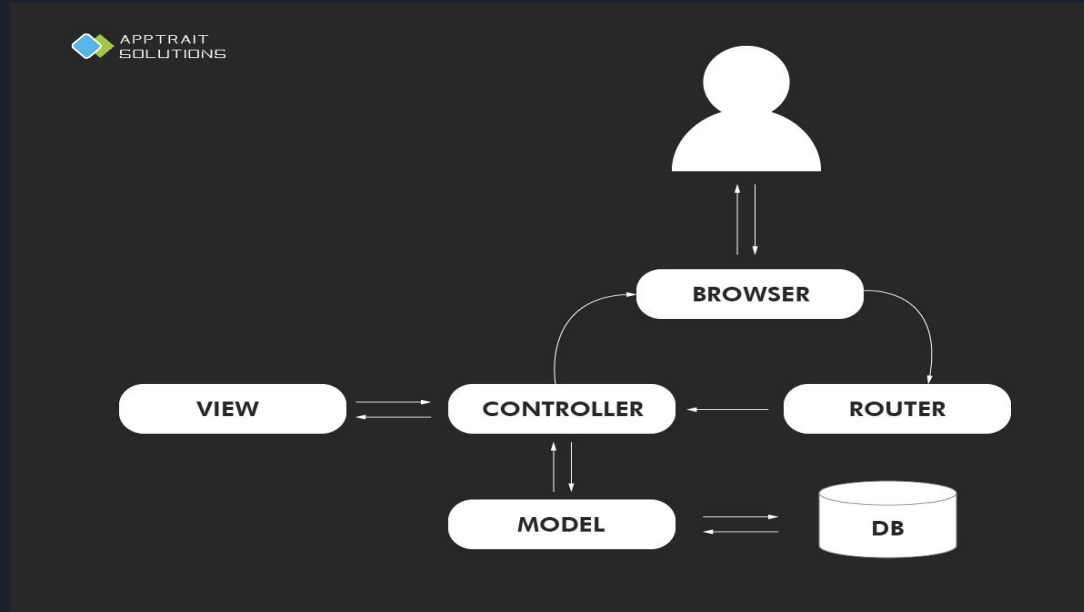 APPTRAIT
SOLUTIONS
BROWSER
VIEW
CONTROLLER
ROUTER
MODEL
DB